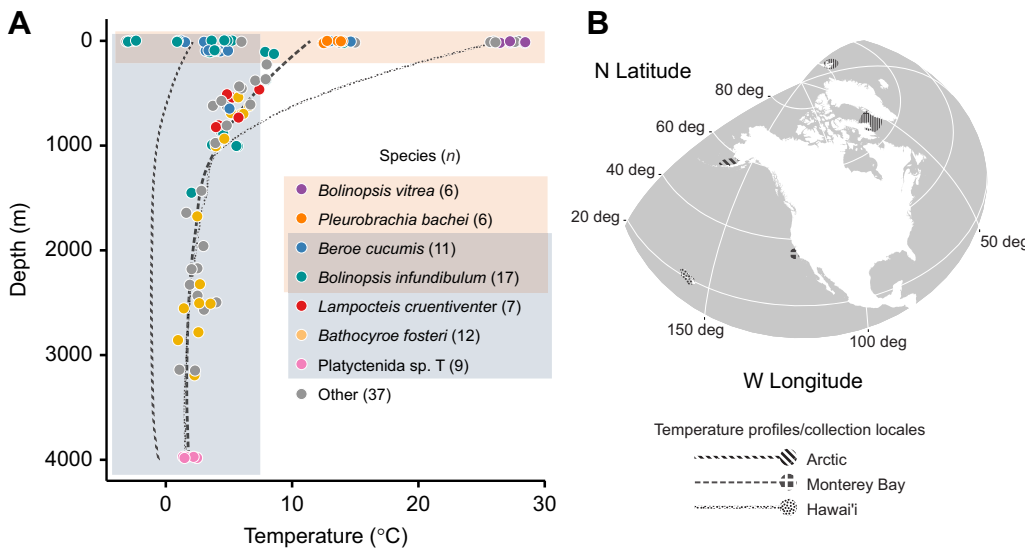 A
0
1000
2000
3000
4000
Depth (m)
0
10
20
30
Temperature (°C)
Species (n)
Bolinopsis vitrea (6)
Pleurobrachia bachei (6)
Beroe cucumis (11)
Bolinopsis infundibulum (17)
Lampocteis cruentiventer (7)
Bathocyroe fosteri (12)
Platyctenida sp. T (9)
Other (37)
B
N Latitude
80 deg
60 deg
40 deg
20 deg
150 deg
100 deg
50 deg
W Longitude
Temperature profiles/collection locales
Arctic
Monterey Bay
Hawai'i